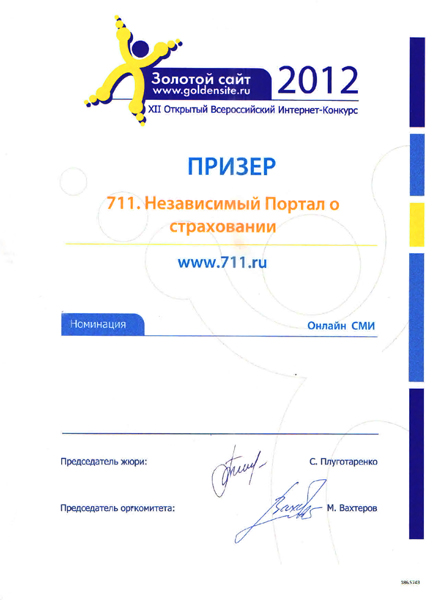 Золотой сайт
www.goldensite.ru
2012
XII Открытый Всероссийский Интернет-Конкурс
ПРИЗЕР
711. Независимый Портал о
страховании
www.711.ru
Номинация
Онлайн СМИ
Председатель жюри:
С. Плуготаренко
Председатель оргкомитета:
М. Вахтеров